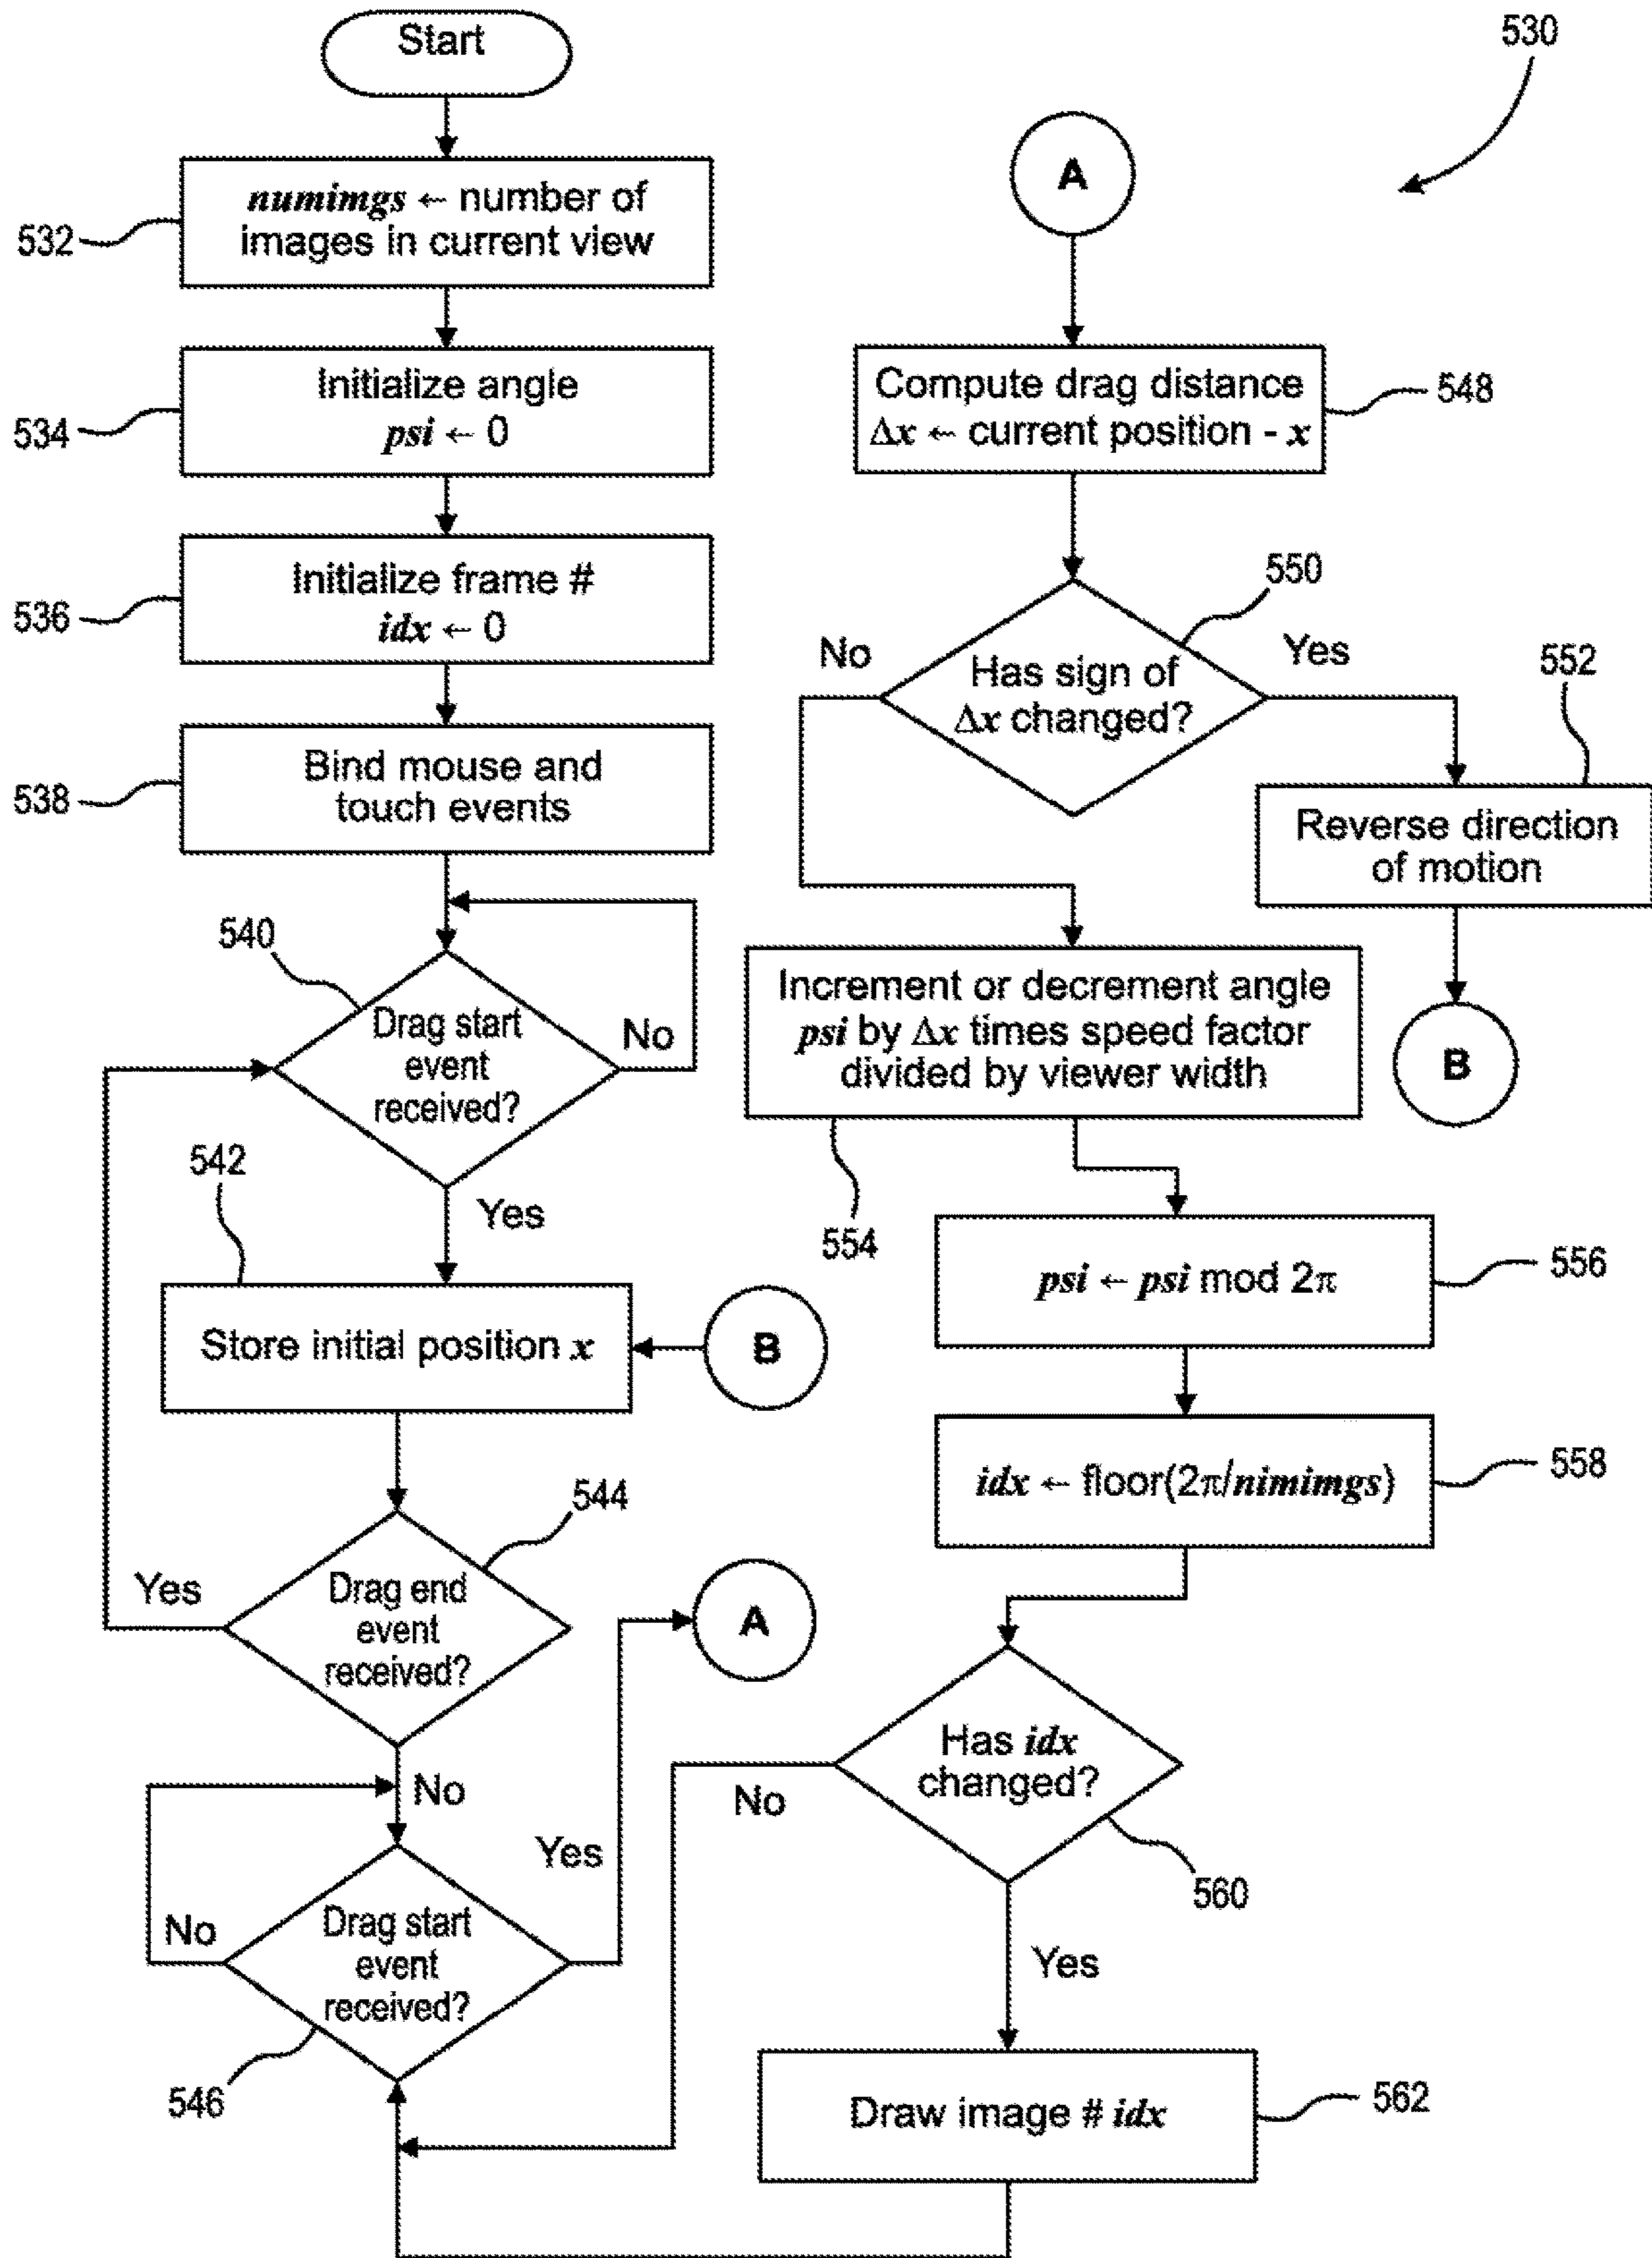 Start
530
numimgs ← number of
images in current view
532
Initialize angle
psi ← 0
534
Initialize frame #
idx ← 0
536
Bind mouse and
touch events
538
540
Drag start
event
received?
No
Yes
542
Store initial position x
B
544
Drag end
event
received?
Yes
No
A
Drag start
event
received?
No
Yes
546
A
Compute drag distance
Δx ← current position - x
548
550
Has sign of
Δx changed?
No
Yes
552
Reverse direction
of motion
B
Increment or decrement angle
psi by Δx times speed factor
divided by viewer width
554
psi ← psi mod 2π
556
idx ← floor(2π/nimimgs)
558
Has idx
changed?
No
560
Yes
Draw image # idx
562